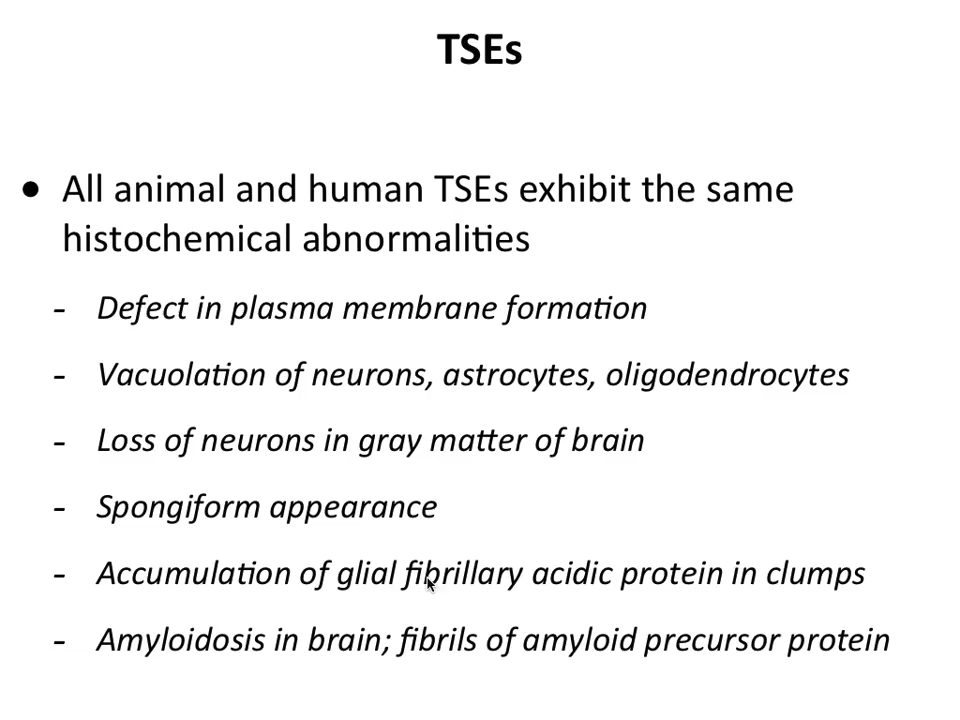 TSEs
• All animal and human TSEs exhibit the same
histochemical abnormalities
- Defect in plasma membrane formation
- Vacuolation of neurons, astrocytes, oligodendrocytes
- Loss of neurons in gray matter of brain
- Spongiform appearance
- Accumulation of glial fibrillary acidic protein in clumps
- Amyloidosis in brain; fibrils of amyloid precursor protein